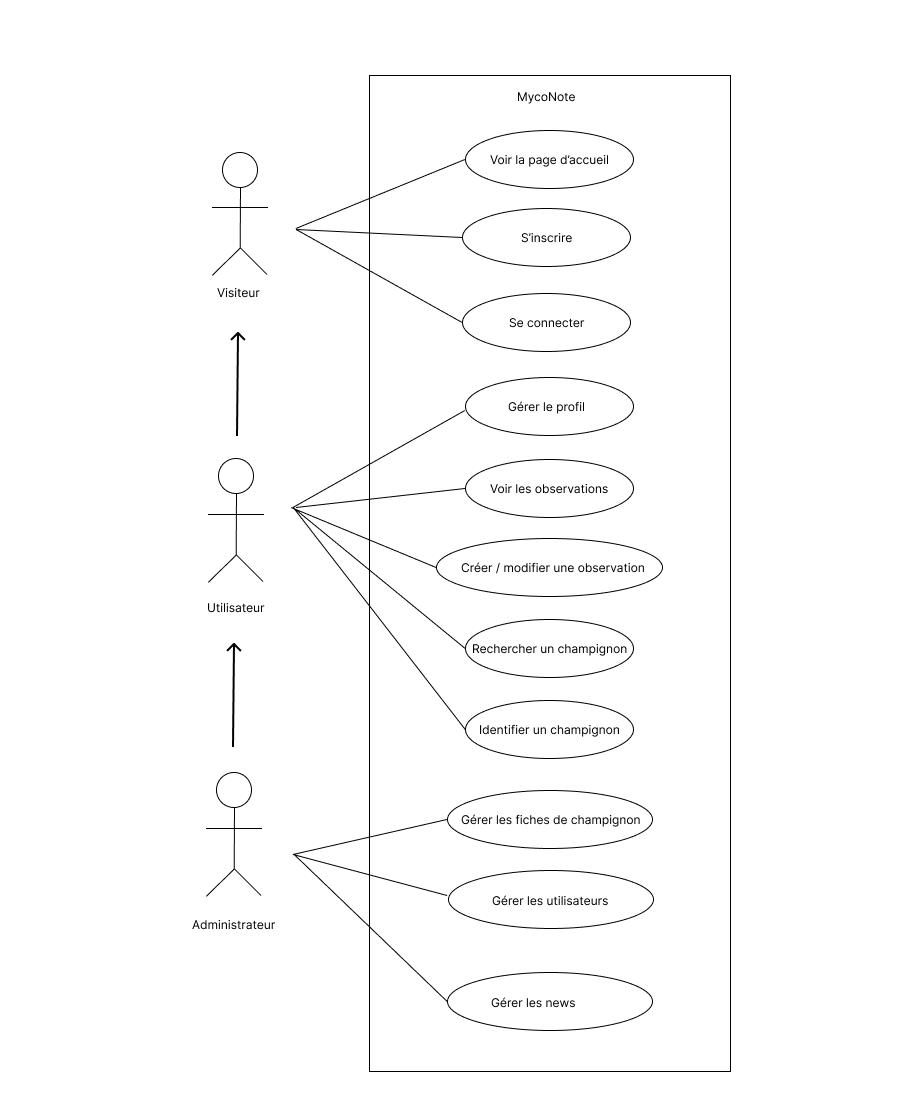 MycoNote
Voir la page d’accueil
S’inscrire
Visiteur
Se connecter
Gérer le profil
Voir les observations
Créer / modifier une observation
Utilisateur
Rechercher un champignon
Identifier un champignon
Gérer les fiches de champignon
Gérer les utilisateurs
Administrateur
Gérer les news